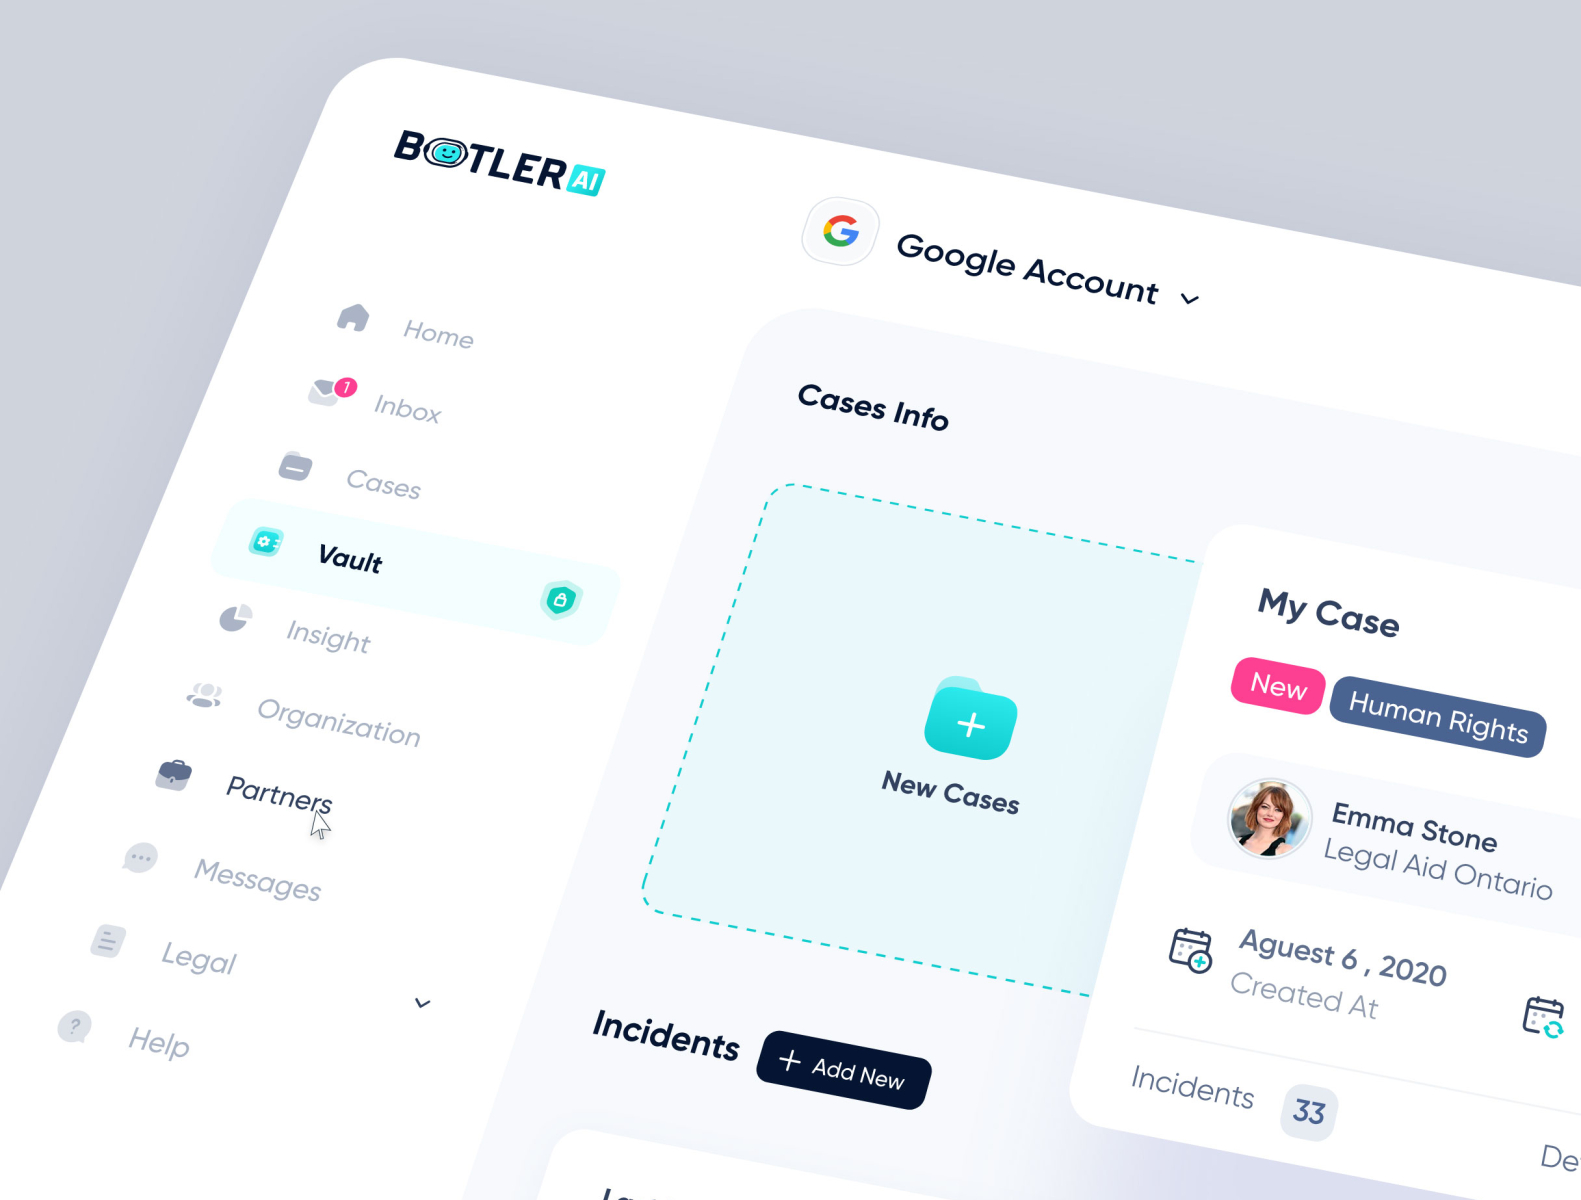 BOTLER AI
Google Account
Home
1
Inbox
Cases
Vault
Insight
Organization
Partners
Messages
Legal
Help
Cases Info
New Cases
My Case
New
Human Rights
Emma Stone
Legal Aid Ontario
Aguest 6 , 2020
Created At
Incidents
33
Incidents
+ Add New